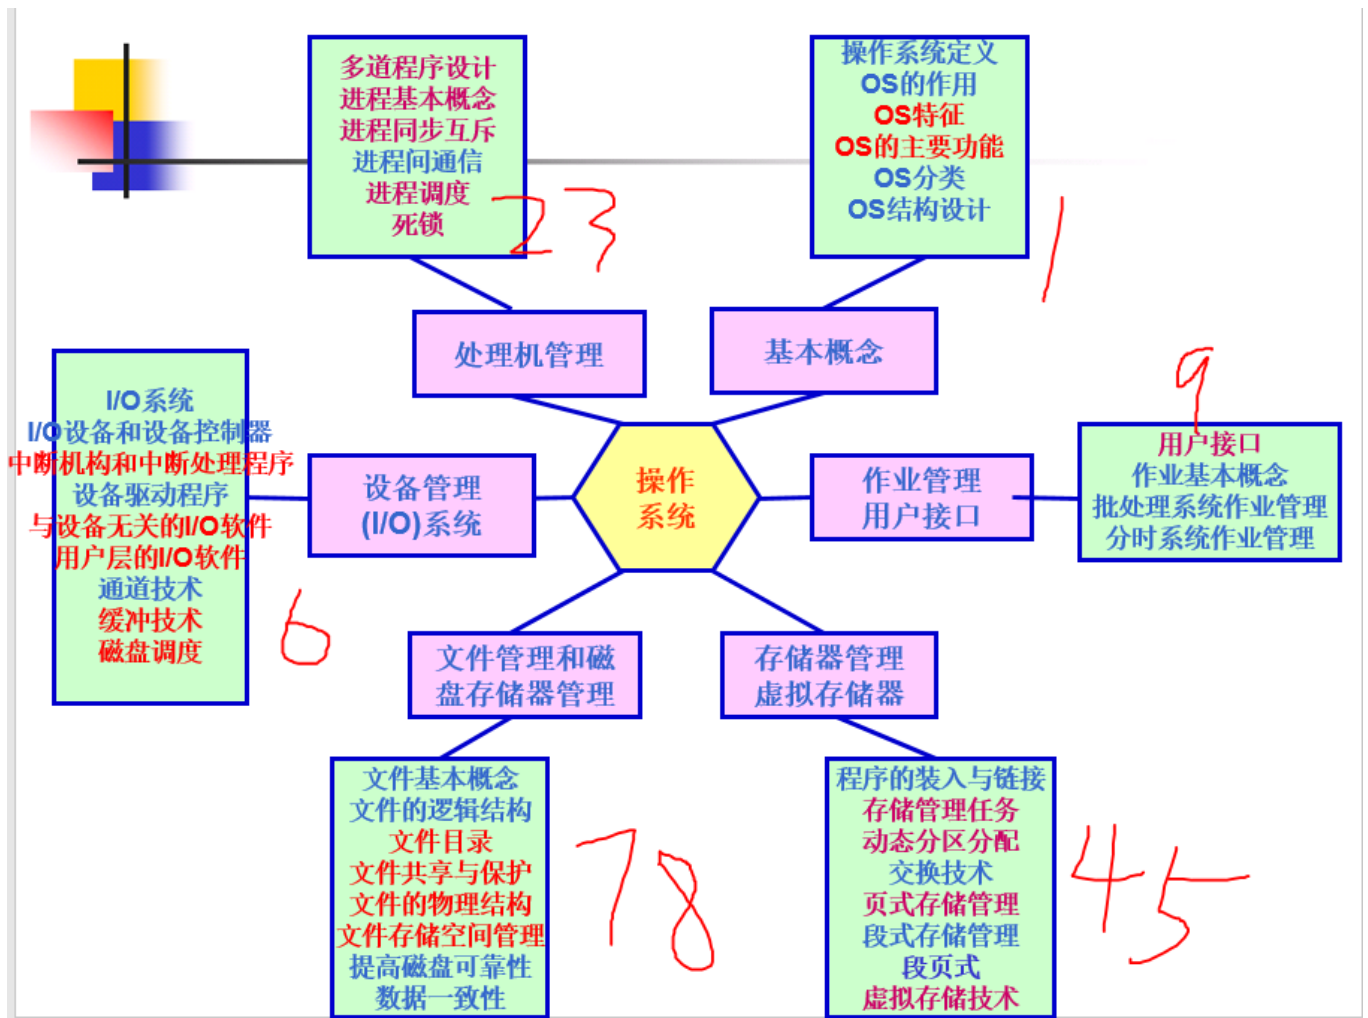 多道程序设计
进程基本概念
进程同步互斥
进程间通信
进程调度
死锁
23
操作系统定义
OS的作用
OS特征
OS的主要功能
OS分类
OS结构设计
1
处理机管理
基本概念
I/O系统
I/O设备和设备控制器
中断机构和中断处理程序
设备驱动程序
与设备无关的I/O软件
用户层的I/O软件
通道技术
缓冲技术
磁盘调度
6
设备管理
(I/O)系统
操作
系统
作业管理
用户接口
9
用户接口
作业基本概念
批处理系统作业管理
分时系统作业管理
文件管理和磁
盘存储器管理
存储器管理
虚拟存储器
文件基本概念
文件的逻辑结构
文件目录
文件共享与保护
文件的物理结构
文件存储空间管理
提高磁盘可靠性
数据一致性
78
程序的装入与链接
存储管理任务
动态分区分配
交换技术
页式存储管理
段式存储管理
段页式
虚拟存储技术
45